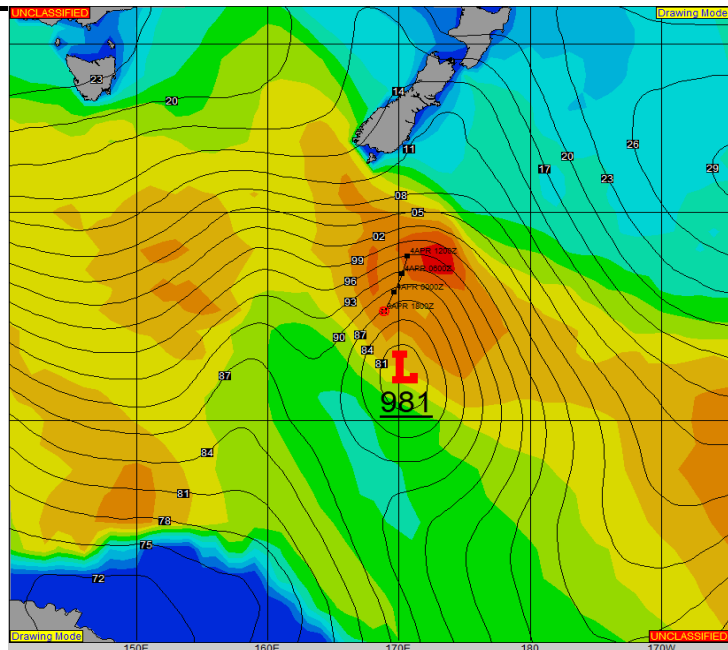 UNCLASSIFIED
Drawing Mode
23
20
14
11
26
20
17
23
29
08
05
02
99
4APR 1200Z
4APR 0600Z
96
4APR 0000Z
93
3APR 1800Z
90
87
84
81
L
981
87
84
81
78
75
72
Drawing Mode
UNCLASSIFIED
150E
160E
170E
180
170W